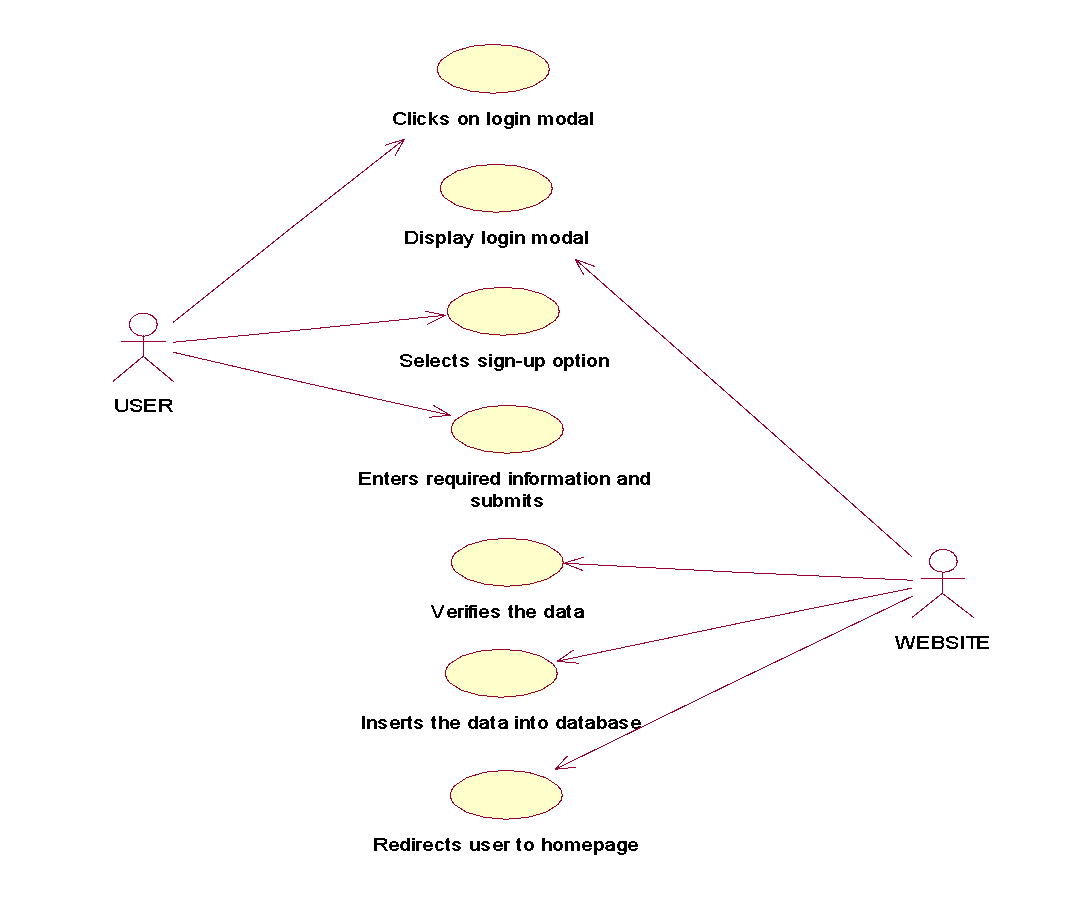 Clicks on login modal
Display login modal
Selects sign-up option
USER
Enters required information and
submits
Verifies the data
WEBSITE
Inserts the data into database
Redirects user to homepage